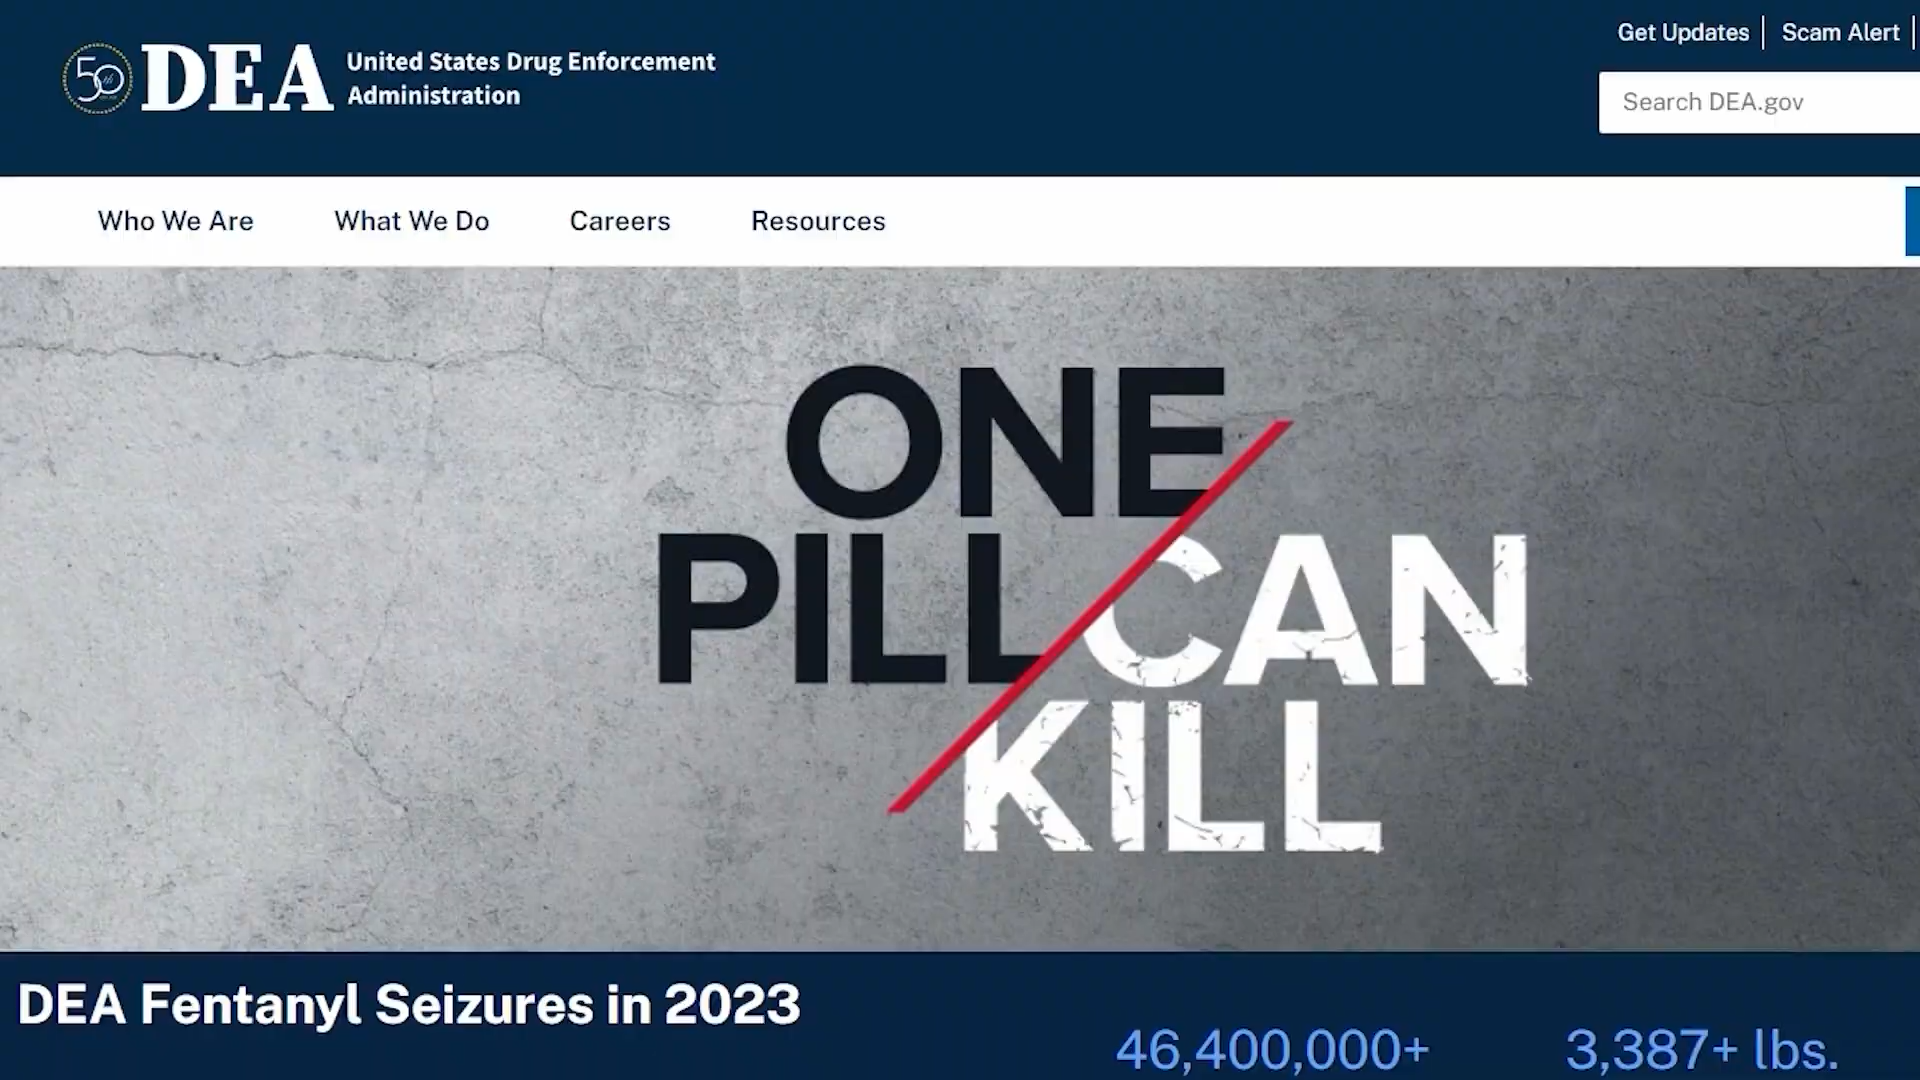 Get Updates
Scam Alert
50th
DEA
United States Drug Enforcement
Administration
Search DEA.gov
Who We Are
What We Do
Careers
Resources
ONE
PILL CAN
KILL
DEA Fentanyl Seizures in 2023
46,400,000+
3,387+ lbs.